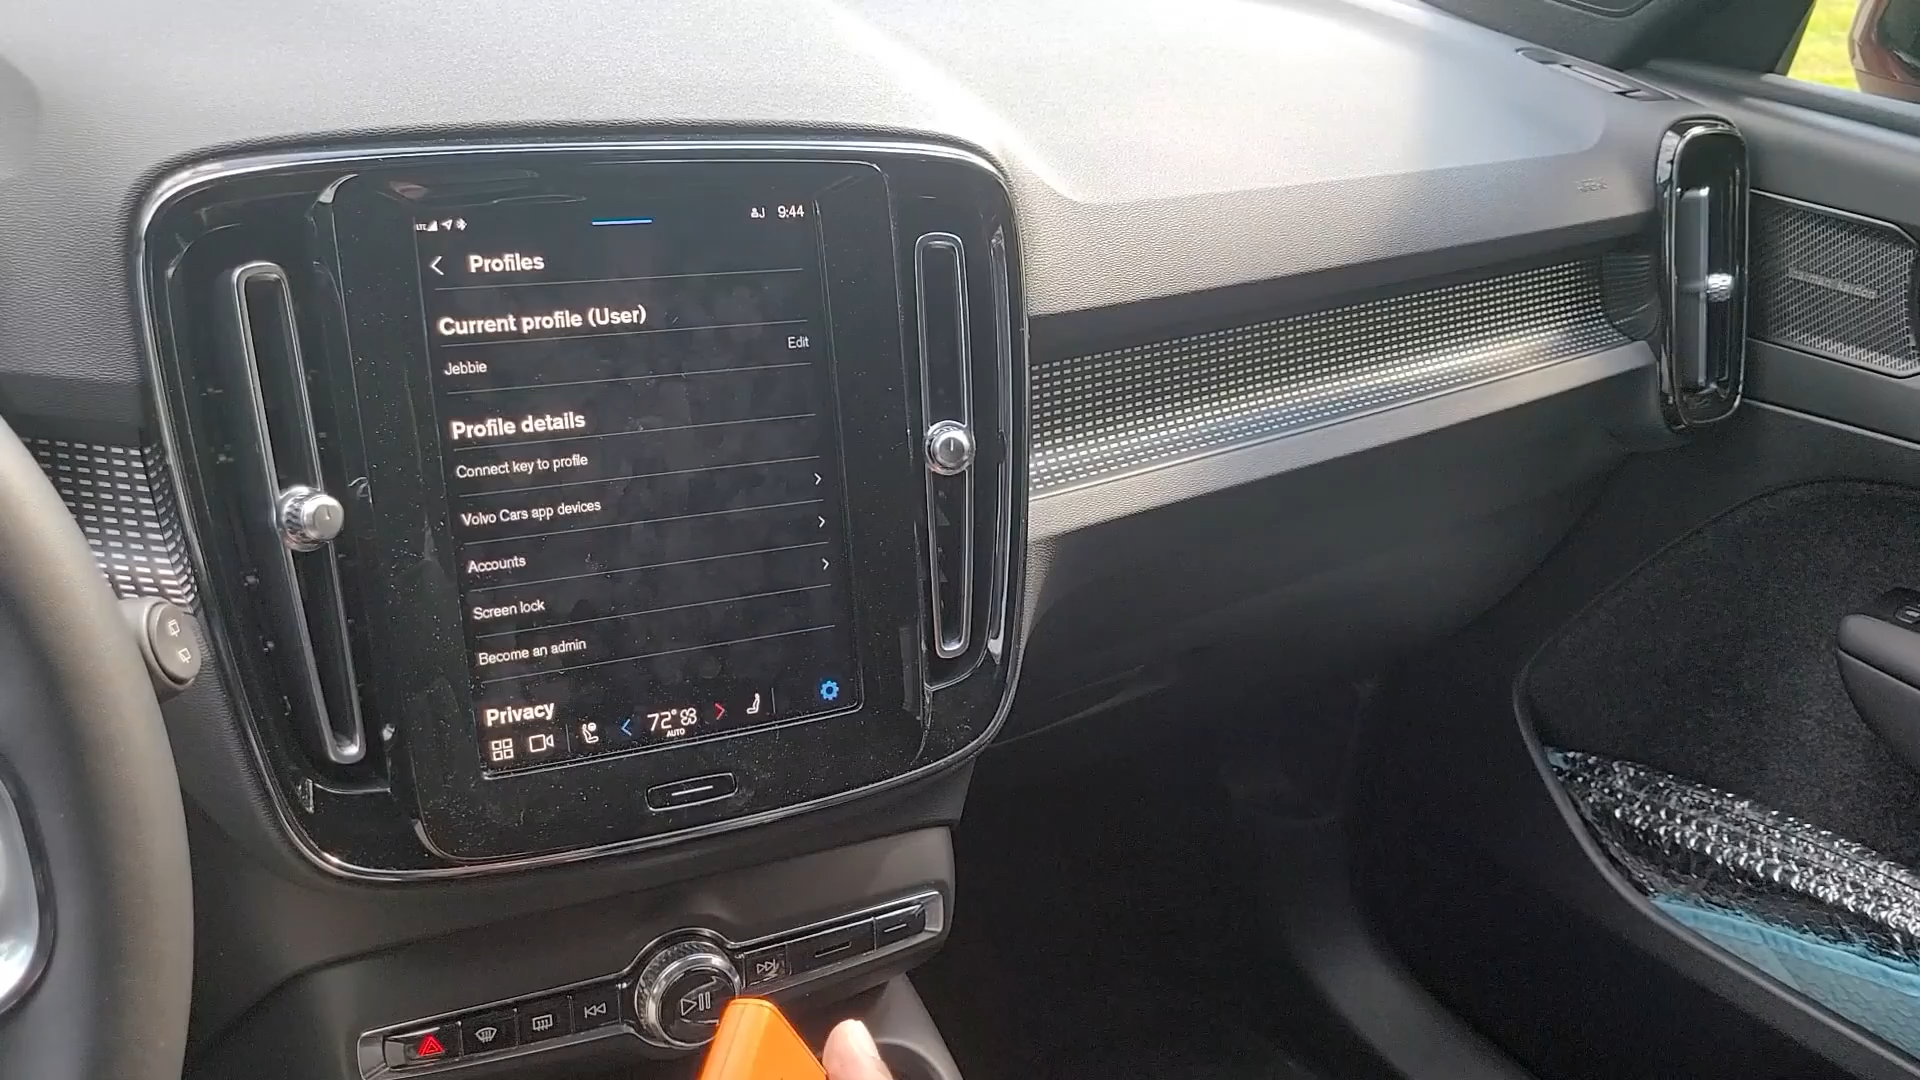 LTE
J 9:44
Profiles
Current profile (User)
Edit
Jebbie
Profile details
Connect key to profile
Volvo Cars app devices
Accounts
Screen lock
Become an admin
Privacy
72°
AUTO